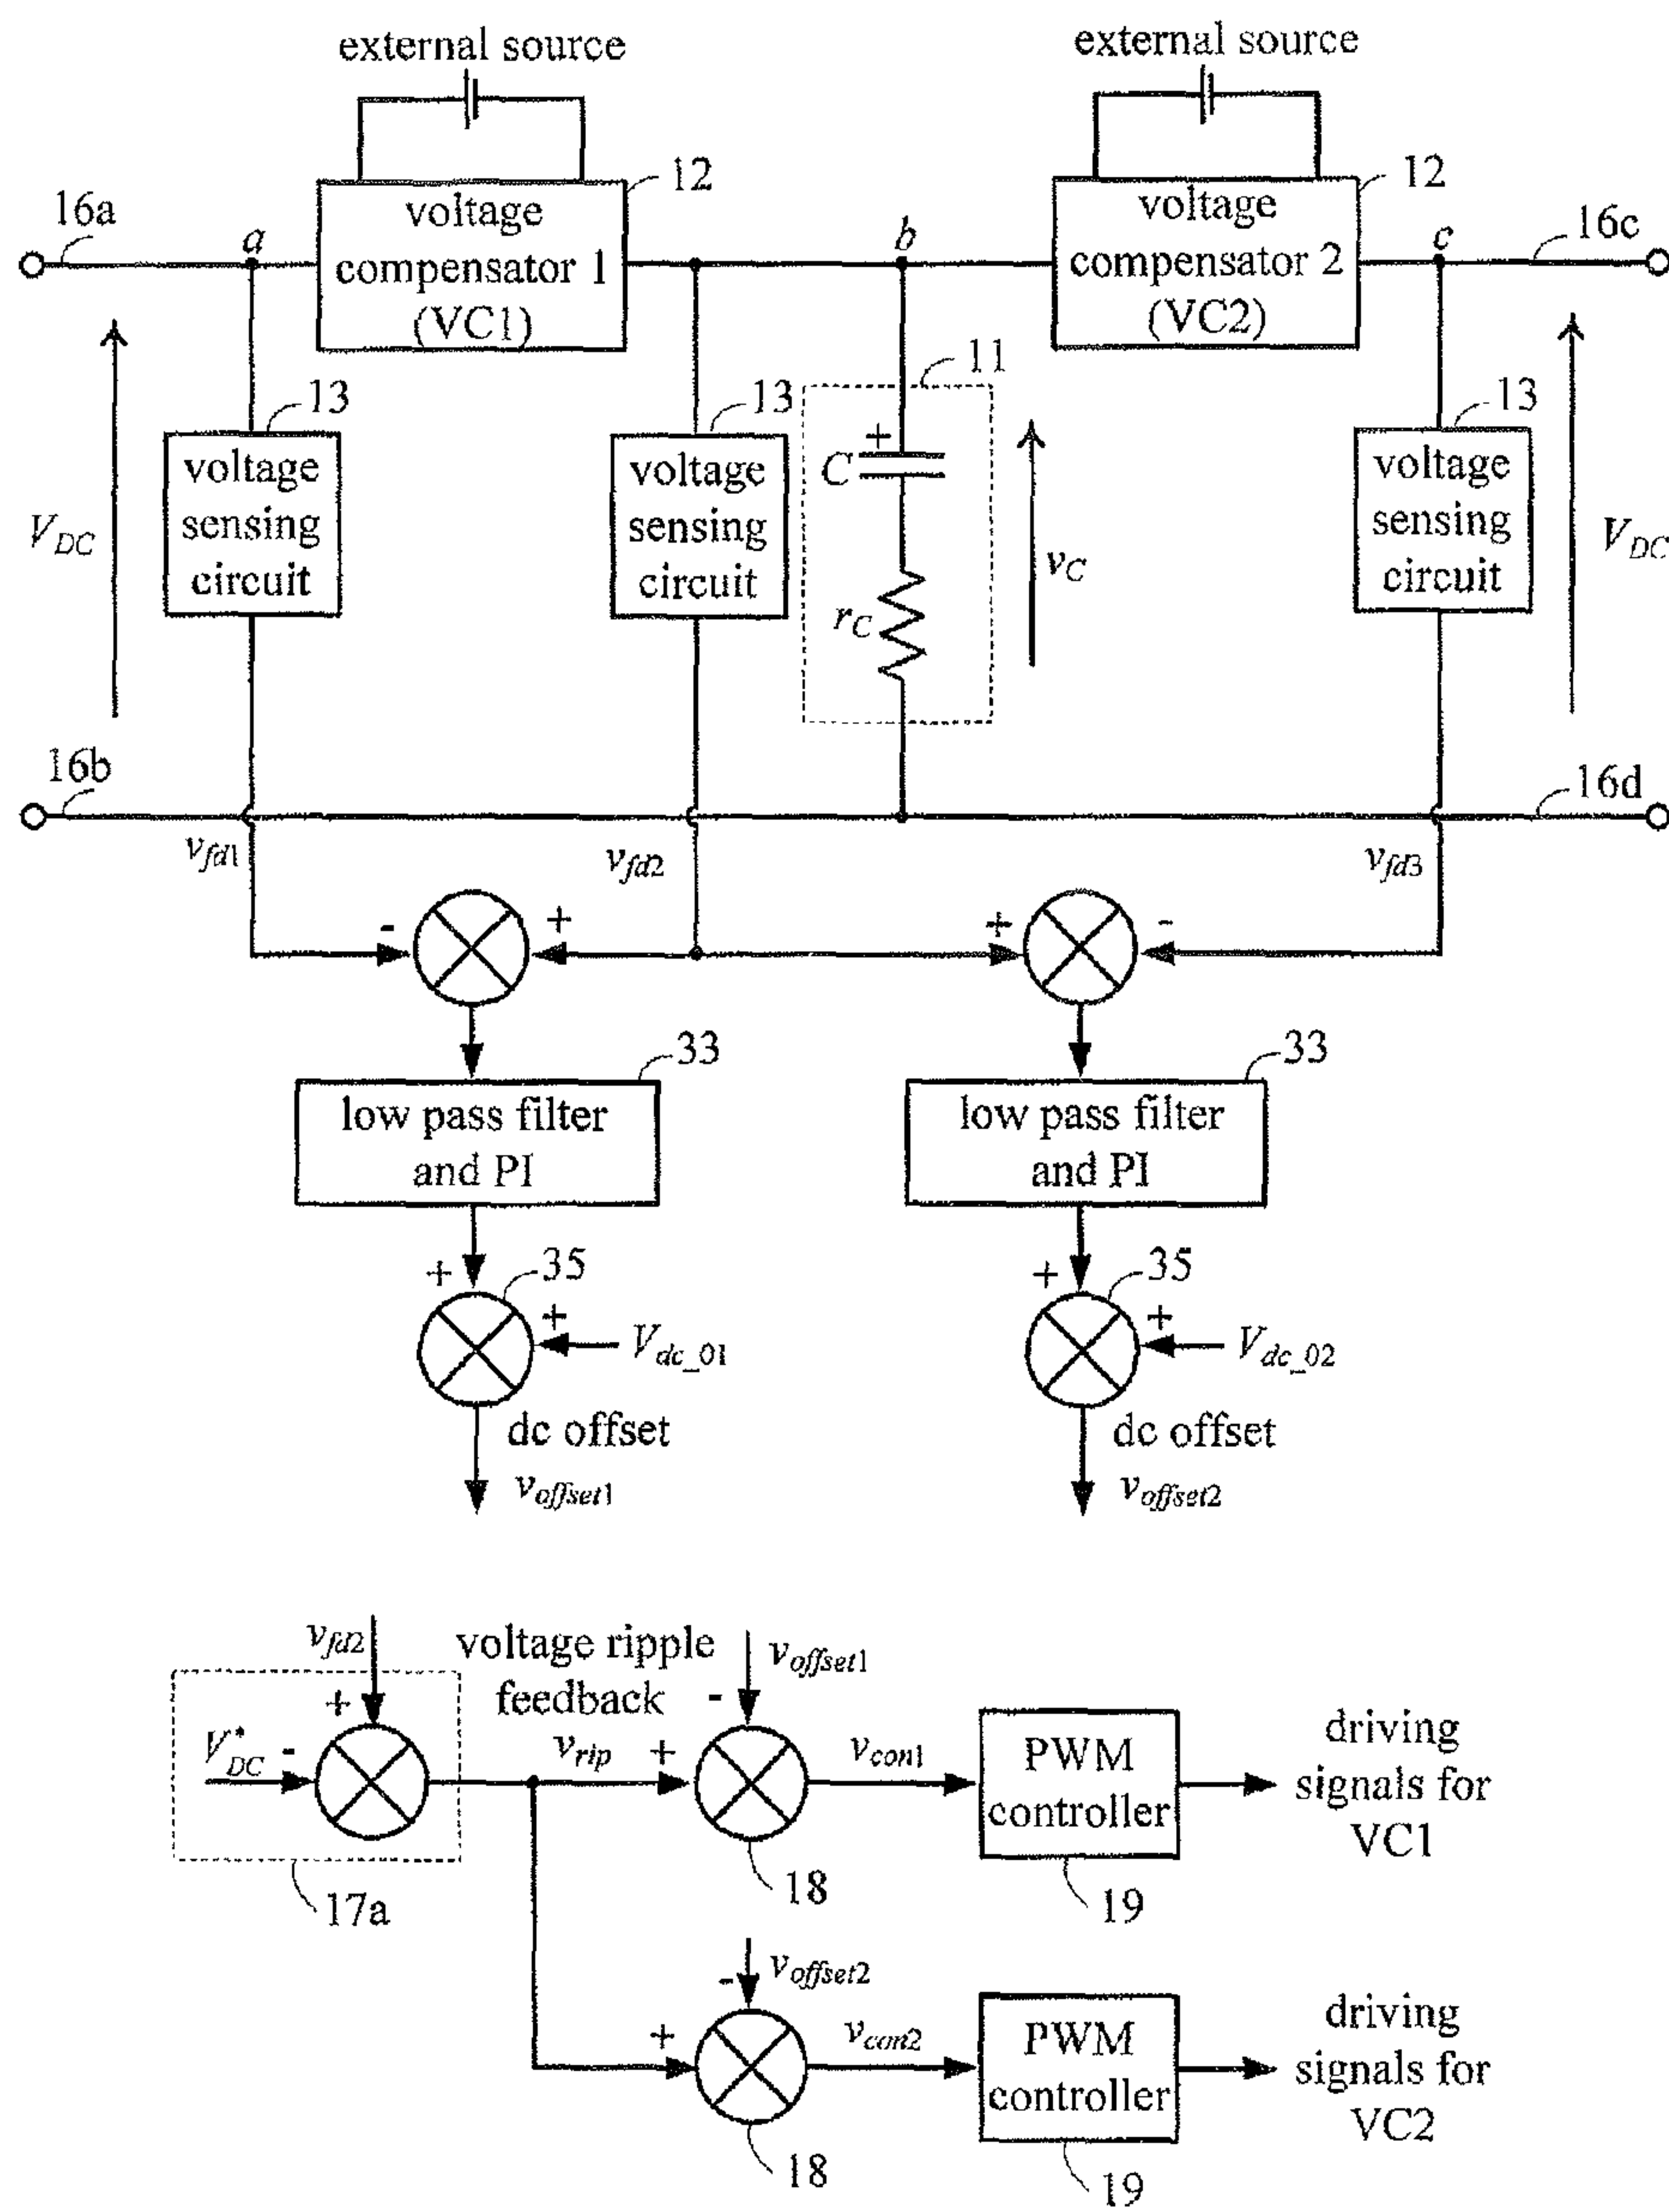 external source
external source
12
12
16a
a
voltage
compensator 1
(VC1)
b
voltage
compensator 2
(VC2)
c
16c
11
13
13
13
voltage
sensing
circuit
voltage
sensing
circuit
voltage
sensing
circuit
+
C
r_C
v_C
V_DC
V_DC
16b
16d
v_fd1
v_fd2
v_fd3
-
+
+
-
33
33
low pass filter
and PI
low pass filter
and PI
+
35
+
V_dc_01
+
35
+
V_dc_02
dc offset
v_offset1
dc offset
v_offset2
v_fd2
voltage ripple
feedback
v_offset1
+
-
V*_DC
-
v_rip
+
v_con1
PWM
controller
driving
signals for
VC1
17a
18
19
v_offset2
-
+
v_con2
PWM
controller
driving
signals for
VC2
18
19